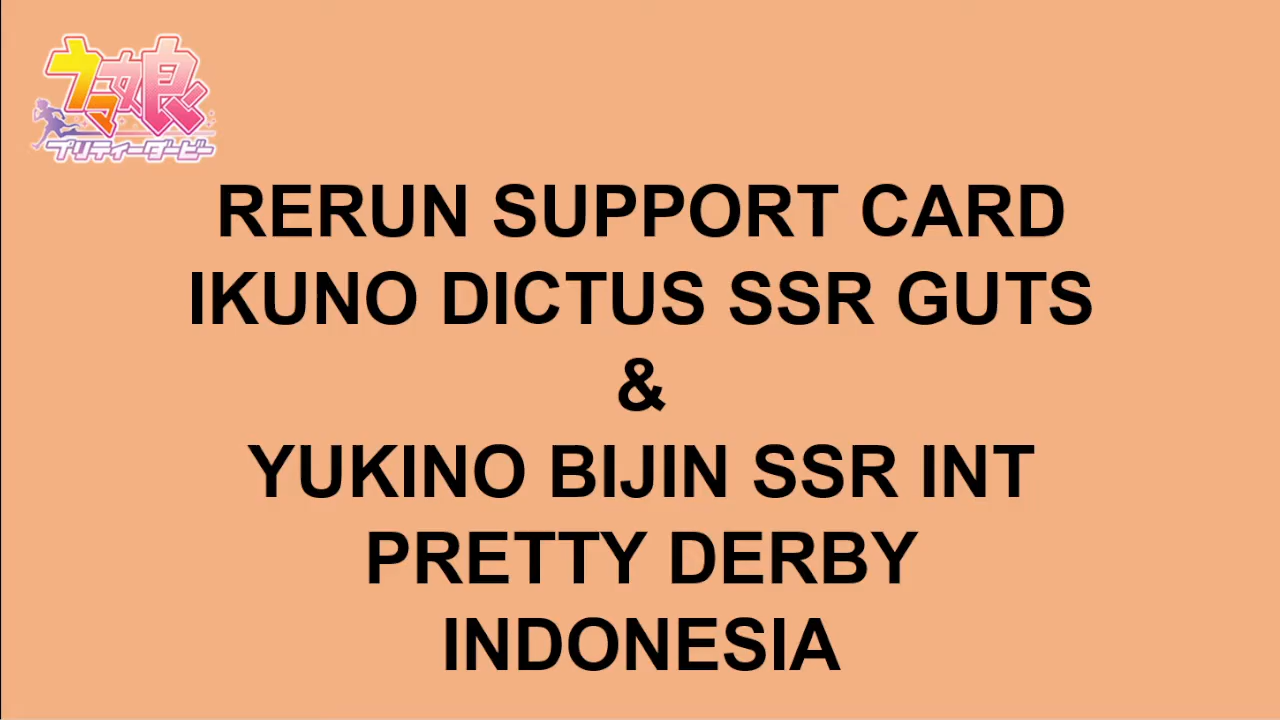 ウマ娘
プリティーダービー
RERUN SUPPORT CARD
IKUNO DICTUS SSR GUTS
&
YUKINO BIJIN SSR INT
PRETTY DERBY
INDONESIA